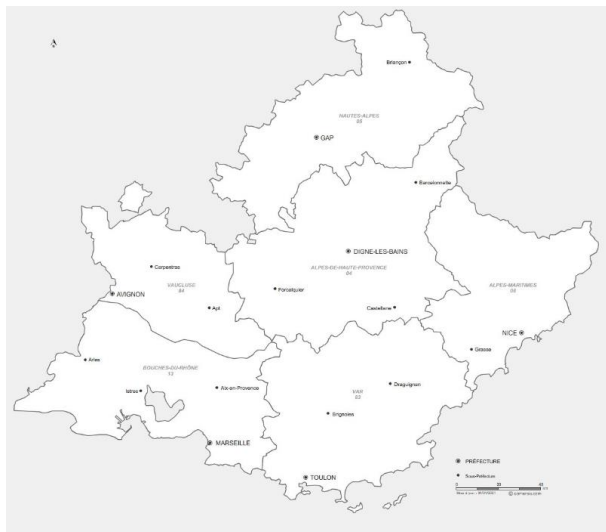 Briançon
HAUTES-ALPES
05
GAP
Barcelonnette
DIGNE-LES-BAINS
Carpentras
ALPES-DE-HAUTE-PROVENCE
04
VAUCLUSE
84
ALPES-MARITIMES
06
Forcalquier
AVIGNON
Apt
Castellane
NICE
Grasse
Arles
BOUCHES-DU-RHÔNE
13
Istres
Aix-en-Provence
Draguignan
VAR
83
Brignoles
MARSEILLE
PRÉFECTURE
Sous-Préfecture
TOULON
0 20 40